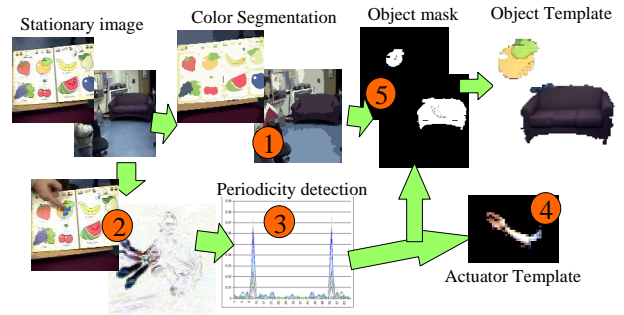 Stationary image
Color Segmentation
Object mask
Object Template
1
5
2
Periodicity detection
3
4
Actuator Template